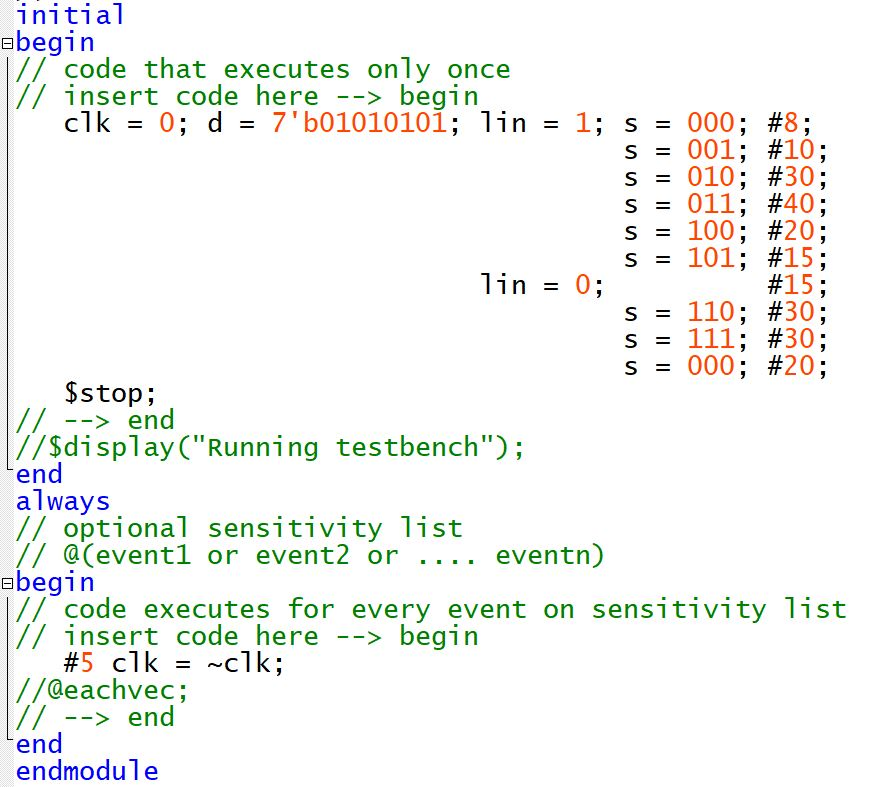 initial
begin
// code that executes only once
// insert code here --> begin
clk = 0; d = 7'b01010101; lin = 1; s = 000; #8;
s = 001; #10;
s = 010; #30;
s = 011; #40;
s = 100; #20;
s = 101; #15;
lin = 0; #15;
s = 110; #30;
s = 111; #30;
s = 000; #20;
$stop;
// --> end
//$display("Running testbench");
end
always
// optional sensitivity list
// @(event1 or event2 or .... eventn)
begin
// code executes for every event on sensitivity list
// insert code here --> begin
#5 clk = ~clk;
//@eachvec;
// --> end
end
endmodule